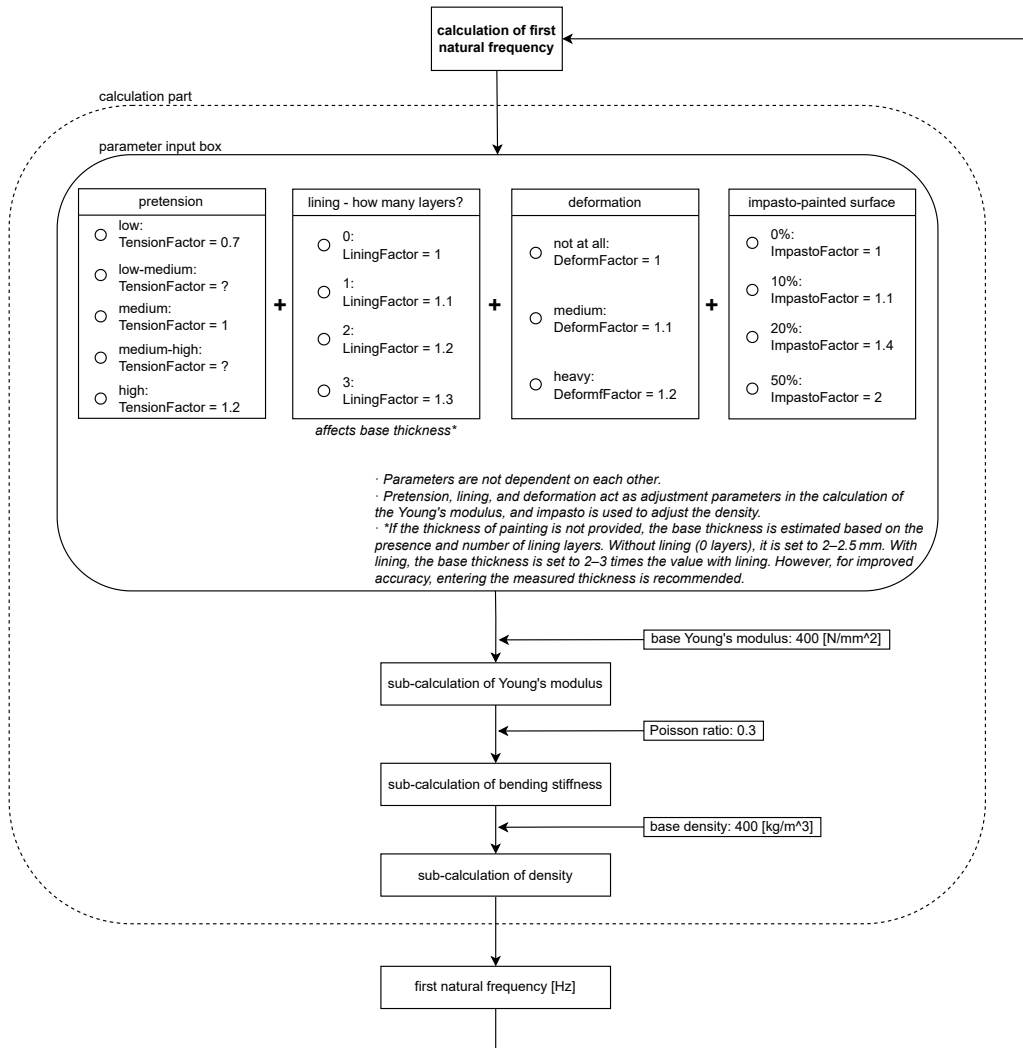 calculation of first
natural frequency
calculation part
parameter input box
pretension
low:
TensionFactor = 0.7
low-medium:
TensionFactor = ?
medium:
TensionFactor = 1
medium-high:
TensionFactor = ?
high:
TensionFactor = 1.2
+
lining - how many layers?
0:
LiningFactor = 1
1:
LiningFactor = 1.1
2:
LiningFactor = 1.2
3:
LiningFactor = 1.3
affects base thickness*
+
deformation
not at all:
DeformFactor = 1
medium:
DeformFactor = 1.1
heavy:
DeformfFactor = 1.2
+
impasto-painted surface
0%:
ImpastoFactor = 1
10%:
ImpastoFactor = 1.1
20%:
ImpastoFactor = 1.4
50%:
ImpastoFactor = 2
· Parameters are not dependent on each other.
· Pretension, lining, and deformation act as adjustment parameters in the calculation of
the Young's modulus, and impasto is used to adjust the density.
· *If the thickness of painting is not provided, the base thickness is estimated based on the
presence and number of lining layers. Without lining (0 layers), it is set to 2–2.5 mm. With
lining, the base thickness is set to 2–3 times the value with lining. However, for improved
accuracy, entering the measured thickness is recommended.
base Young's modulus: 400 [N/mm^2]
sub-calculation of Young's modulus
Poisson ratio: 0.3
sub-calculation of bending stiffness
base density: 400 [kg/m^3]
sub-calculation of density
first natural frequency [Hz]